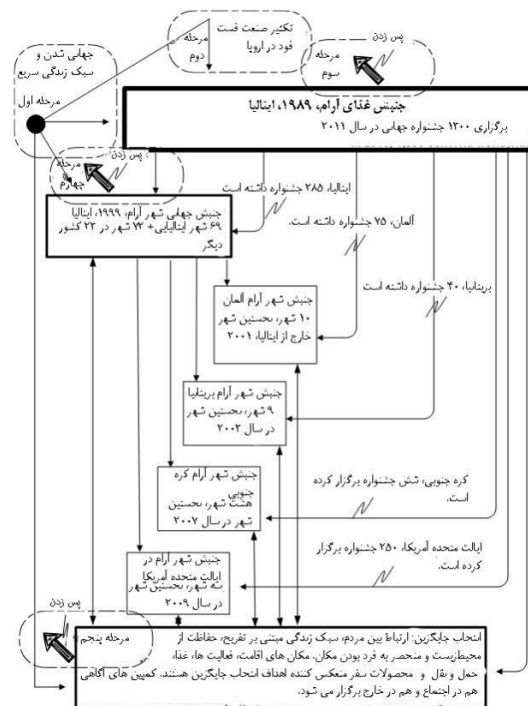 تکثیر صنعت فست
فود در اروپا
مرحله
دوم
پس زدن
مرحله
سوم
جهانی شدن و
سبک زندگی سریع
مرحله اول
جنبش غذای آرام، ۱۹۸۹، ایتالیا
برگزاری ۱۳۰۰ جشنواره جهانی در سال ۲۰۱۱
پس زدن
مرحله
چهارم
ایتالیا، ۲۸۵ جشنواره داشته است
جنبش جهانی شهر آرام، ۱۹۹۹، ایتالیا
۶۹ شهر ایتالیایی+ ۷۲ شهر در ۲۲ کشور
دیگر
آلمان، ۷۵ جشنواره داشته است.
بریتانیا، ۴۰ جشنواره داشته است
جنبش شهر آرام آلمان
۱۰ شهر، نخستین شهر
خارج از ایتالیا، ۲۰۰۱
جنبش شهر آرام بریتانیا
۹ شهر، نخستین شهر
در سال ۲۰۰۳
کره جنوبی، شش جشنواره برگزار کرده
است.
جنبش شهر آرام کره
جنوبی
هشت شهر، نخستین
شهر در سال ۲۰۰۷
ایالت متحده آمریکا، ۲۵۰ جشنواره برگزار
کرده است.
جنبش شهر آرام در
ایالت متحده آمریکا
سه شهر، نخستین شهر
در سال ۲۰۰۹
پس زدن
مرحله پنجم
انتخاب جایگزین: ارتباط بین مردم، سبک زندگی مبتنی بر تفریح، حفاظت از
محیط‌زیست و منحصر به فرد بودن مکان. مکان های اقامت، فعالیت ها، غذا،
حمل و نقل و محصولات سفر منعکس کننده اهداف انتخاب جایگزین هستند. کمپین های آگاهی
هم در اجتماع و هم در خارج برگزار می شود.